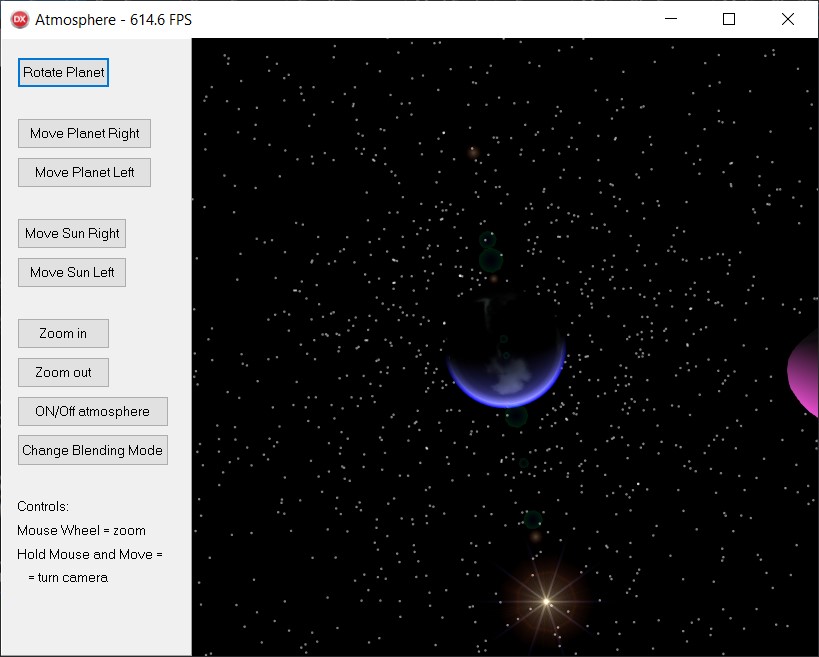 DX Atmosphere - 614.6 FPS
Rotate Planet
Move Planet Right
Move Planet Left
Move Sun Right
Move Sun Left
Zoom in
Zoom out
ON/Off atmosphere
Change Blending Mode
Controls:
Mouse Wheel = zoom
Hold Mouse and Move =
= turn camera